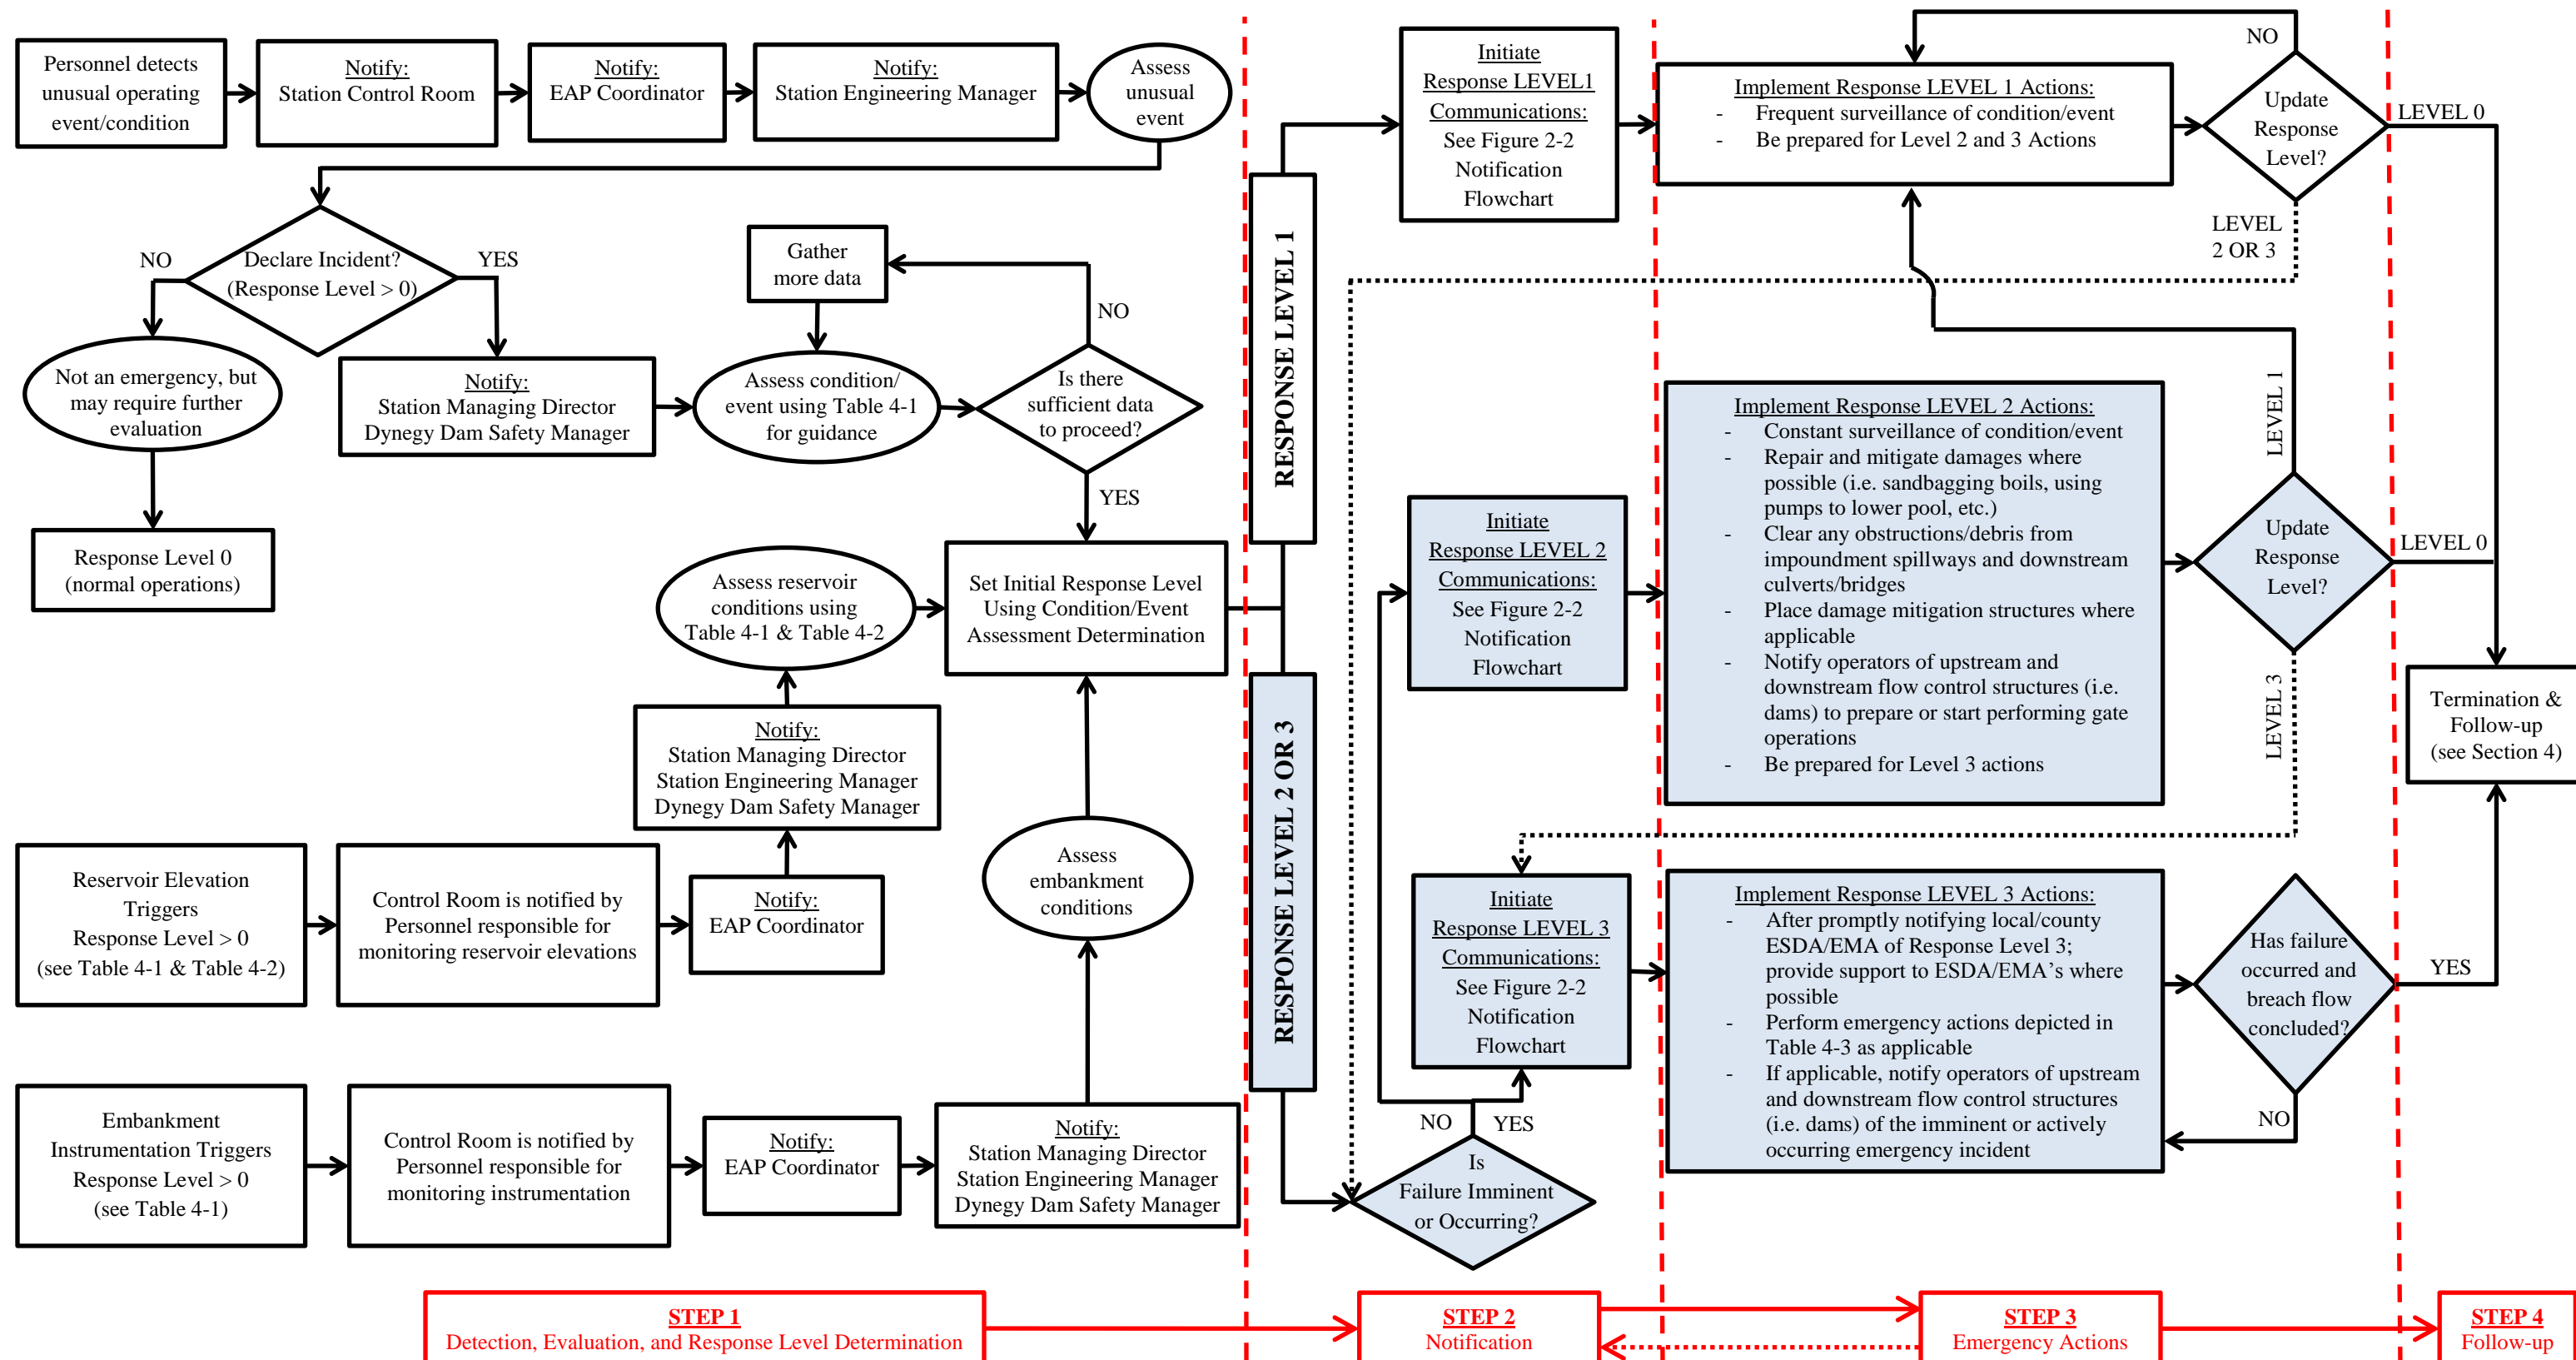 Personnel detects
unusual operating
event/condition
Notify:
Station Control Room
Notify:
EAP Coordinator
Notify:
Station Engineering Manager
Assess
unusual
event
Declare Incident?
(Response Level > 0)
NO
YES
Not an emergency, but
may require further
evaluation
Response Level 0
(normal operations)
Notify:
Station Managing Director
Dynegy Dam Safety Manager
Gather
more data
Assess condition/
event using Table 4-1
for guidance
NO
Is there
sufficient data
to proceed?
YES
Assess reservoir
conditions using
Table 4-1 & Table 4-2
Set Initial Response Level
Using Condition/Event
Assessment Determination
Notify:
Station Managing Director
Station Engineering Manager
Dynegy Dam Safety Manager
Reservoir Elevation
Triggers
Response Level > 0
(see Table 4-1 & Table 4-2)
Control Room is notified by
Personnel responsible for
monitoring reservoir elevations
Notify:
EAP Coordinator
Assess
embankment
conditions
Embankment
Instrumentation Triggers
Response Level > 0
(see Table 4-1)
Control Room is notified by
Personnel responsible for
monitoring instrumentation
Notify:
EAP Coordinator
Notify:
Station Managing Director
Station Engineering Manager
Dynegy Dam Safety Manager
RESPONSE LEVEL 1
RESPONSE LEVEL 2 OR 3
Initiate
Response LEVEL1
Communications:
See Figure 2-2
Notification
Flowchart
Implement Response LEVEL 1 Actions:
- Frequent surveillance of condition/event
- Be prepared for Level 2 and 3 Actions
NO
Update
Response
Level?
LEVEL 0
LEVEL
2 OR 3
Initiate
Response LEVEL 2
Communications:
See Figure 2-2
Notification
Flowchart
Implement Response LEVEL 2 Actions:
- Constant surveillance of condition/event
- Repair and mitigate damages where
possible (i.e. sandbagging boils, using
pumps to lower pool, etc.)
- Clear any obstructions/debris from
impoundment spillways and downstream
culverts/bridges
- Place damage mitigation structures where
applicable
- Notify operators of upstream and
downstream flow control structures (i.e.
dams) to prepare or start performing gate
operations
- Be prepared for Level 3 actions
LEVEL 1
Update
Response
Level?
LEVEL 0
LEVEL 3
Termination &
Follow-up
(see Section 4)
Initiate
Response LEVEL 3
Communications:
See Figure 2-2
Notification
Flowchart
Implement Response LEVEL 3 Actions:
- After promptly notifying local/county
ESDA/EMA of Response Level 3;
provide support to ESDA/EMA’s where
possible
- Perform emergency actions depicted in
Table 4-3 as applicable
- If applicable, notify operators of upstream
and downstream flow control structures
(i.e. dams) of the imminent or actively
occurring emergency incident
Has failure
occurred and
breach flow
concluded?
YES
NO
NO
YES
Is
Failure Imminent
or Occurring?
STEP 1
Detection, Evaluation, and Response Level Determination
STEP 2
Notification
STEP 3
Emergency Actions
STEP 4
Follow-up